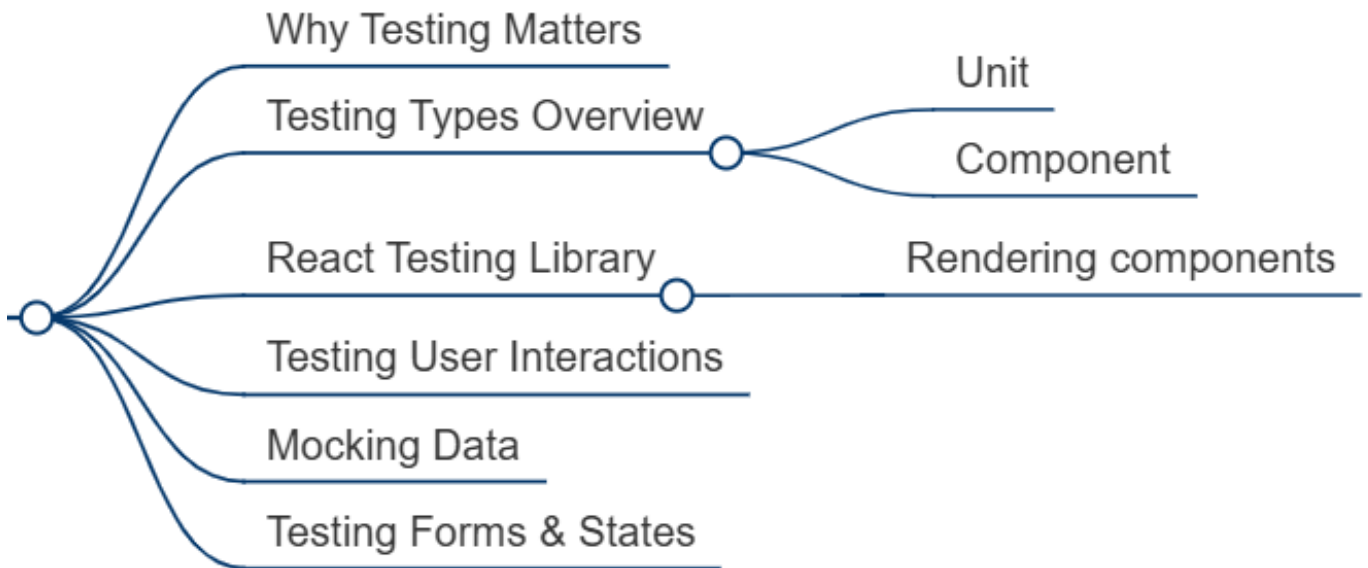 Why Testing Matters
Testing Types Overview
Unit
Component
React Testing Library
Rendering components
Testing User Interactions
Mocking Data
Testing Forms & States